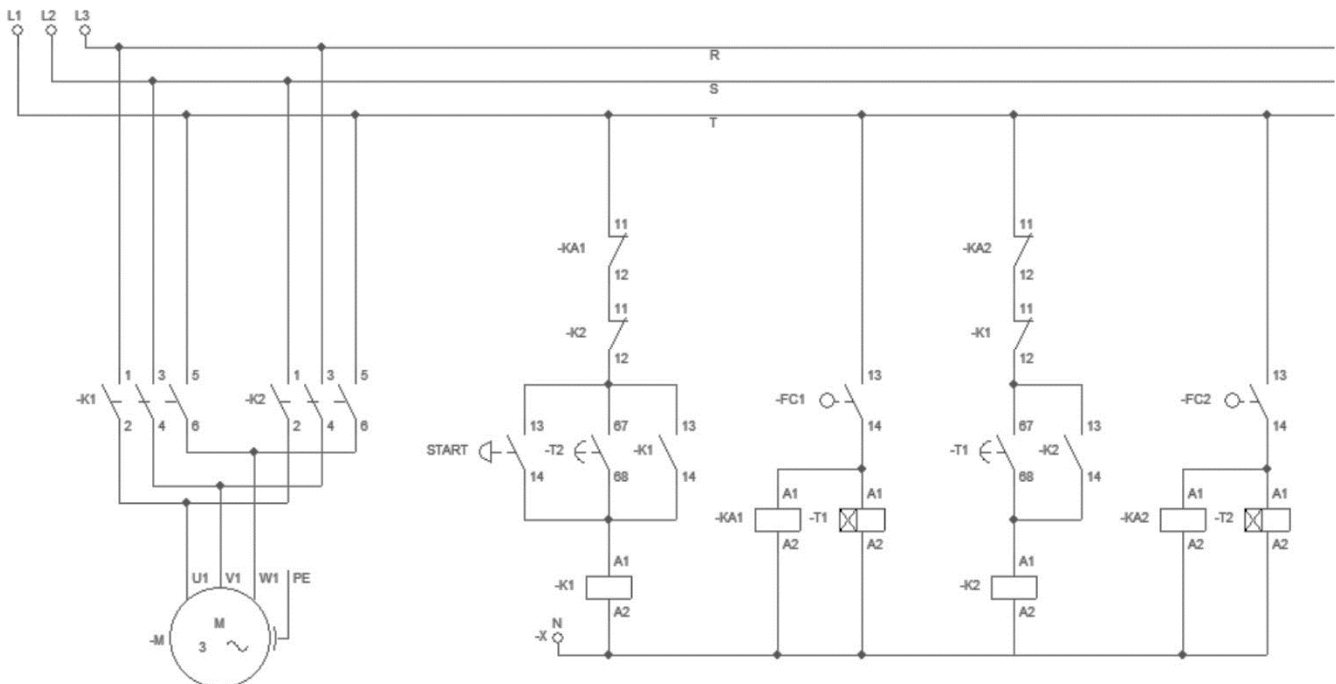 L1 L2 L3
R
S
T
11
-KA1
12
11
-K2
12
11
-KA2
12
11
-K1
12
1 3 5
-K1
2 4 6
1 3 5
-K2
2 4 6
13
-FC1
14
13
-FC2
14
13 67 13
START -T2 -K1
14 68 14
67 13
-T1 -K2
68 14
A1 A1
-KA1 -T1
A2 A2
A1 A1
-KA2 -T2
A2 A2
A1
-K1
A2
A1
-K2
A2
N
-X
U1 V1 W1 PE
M
-M
3